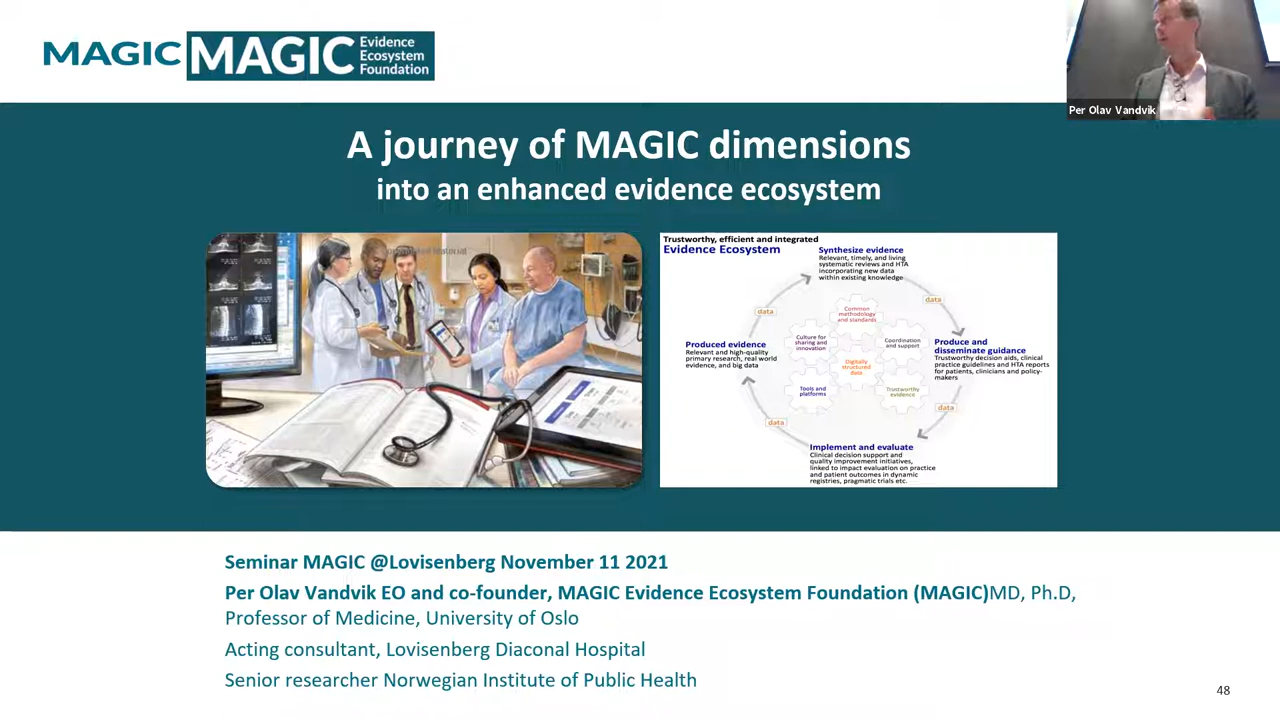 MAGIC MAGIC Evidence
Ecosystem
Foundation
Per Olav Vandvik
A journey of MAGIC dimensions
into an enhanced evidence ecosystem
Trustworthy, efficient and integrated
Evidence Ecosystem
Synthesize evidence
Relevant, timely, and living
systematic reviews and HTA
incorporating new data
within existing knowledge
data
data
Common
methodology
and standards
Culture for
sharing and
innovation
Coordination
and support
Digitally
structured
data
Tools and
platforms
Trustworthy
evidence
Produced evidence
Relevant and high-quality
primary research, real world
evidence, and big data
Produce and
disseminate guidance
Trustworthy decision aids, clinical
practice guidelines and HTA reports
for patients, clinicians and policy-
makers
data
data
Implement and evaluate
Clinical decision support and
quality improvement initiatives,
linked to impact evaluation on practice
and patient outcomes in dynamic
registries, pragmatic trials etc.
Seminar MAGIC @Lovisenberg November 11 2021
Per Olav Vandvik EO and co-founder, MAGIC Evidence Ecosystem Foundation (MAGIC)MD, Ph.D,
Professor of Medicine, University of Oslo
Acting consultant, Lovisenberg Diaconal Hospital
Senior researcher Norwegian Institute of Public Health
48